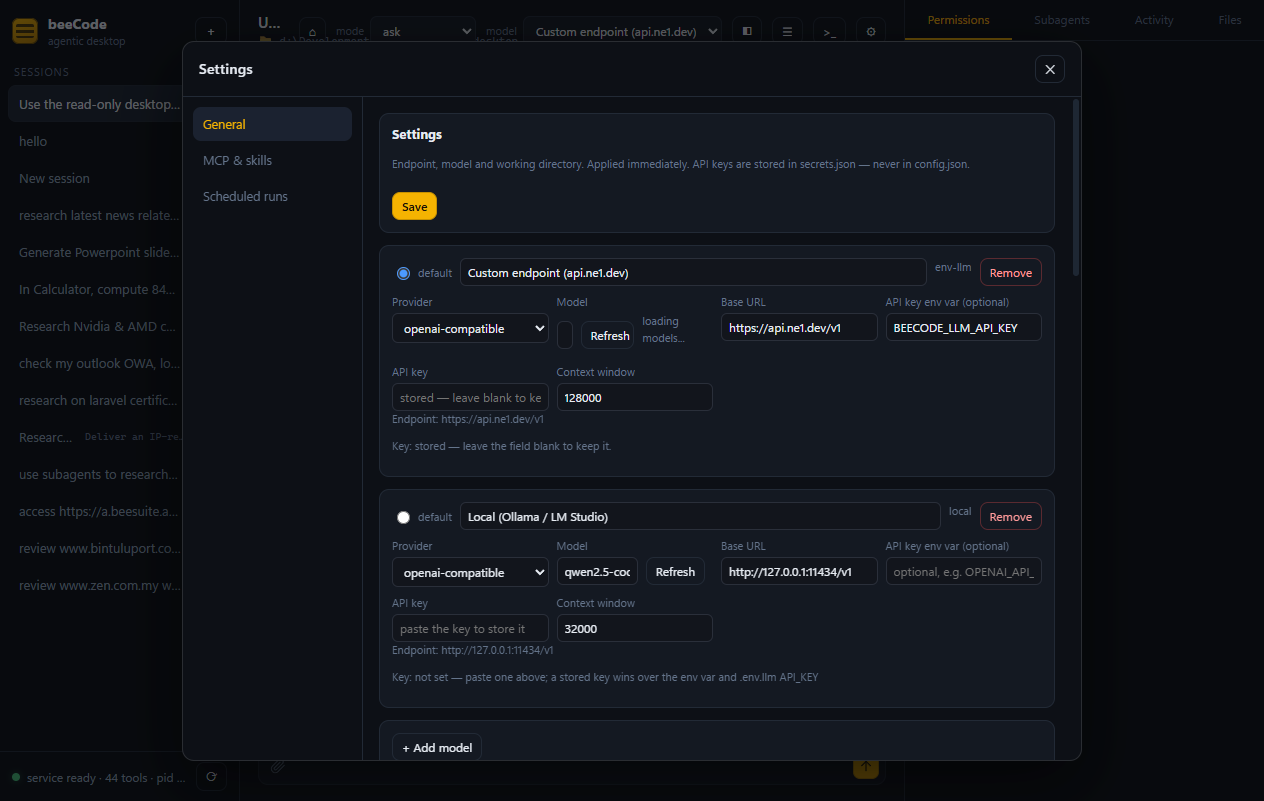 beeCode
agentic desktop
+
U...
mode
ask
model
Custom endpoint (api.ne1.dev)
>_
Permissions
Subagents
Activity
Files
SESSIONS
Use the read-only desktop...
hello
New session
research latest news relate...
Generate Powerpoint slide...
In Calculator, compute 84...
Research Nvidia & AMD c...
check my outlook OWA, lo...
research on laravel certific...
Researc... Deliver an IP-re...
use subagents to research...
access https://a.beesuite.a...
review www.bintuluport.co...
review www.zen.com.my w...
service ready · 44 tools · pid ...
Settings
General
MCP & skills
Scheduled runs
Settings
Endpoint, model and working directory. Applied immediately. API keys are stored in secrets.json — never in config.json.
Save
default
Custom endpoint (api.ne1.dev)
env-llm
Remove
Provider
Model
Base URL
API key env var (optional)
openai-compatible
Refresh
loading
models...
https://api.ne1.dev/v1
BEECODE_LLM_API_KEY
API key
Context window
stored — leave blank to ke
128000
Endpoint: https://api.ne1.dev/v1
Key: stored — leave the field blank to keep it.
default
Local (Ollama / LM Studio)
local
Remove
Provider
Model
Base URL
API key env var (optional)
openai-compatible
qwen2.5-coc
Refresh
http://127.0.0.1:11434/v1
optional, e.g. OPENAI_API_
API key
Context window
paste the key to store it
32000
Endpoint: http://127.0.0.1:11434/v1
Key: not set — paste one above; a stored key wins over the env var and .env.llm API_KEY
+ Add model